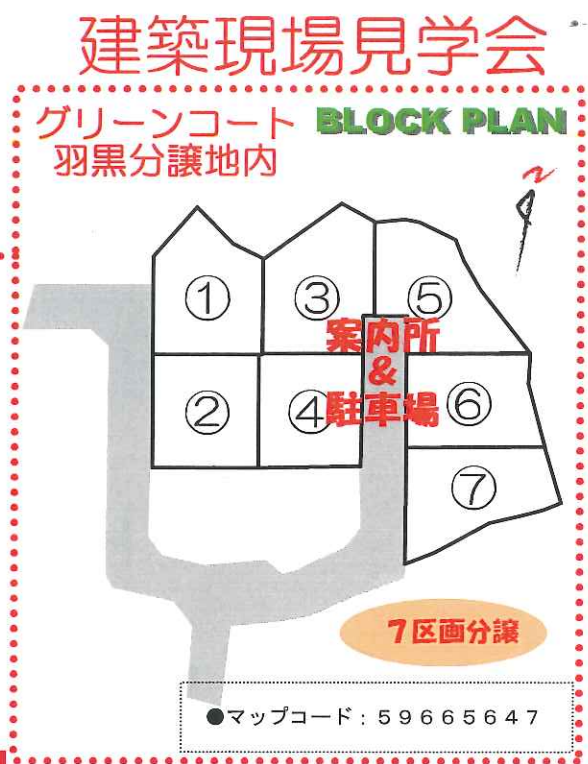 建築現場見学会
グリーンコート BLOCK PLAN
羽黒分譲地内
N
① ③ ⑤
案内所
&
駐車場
② ④ ⑥
⑦
7区画分譲
●マップコード：59665647